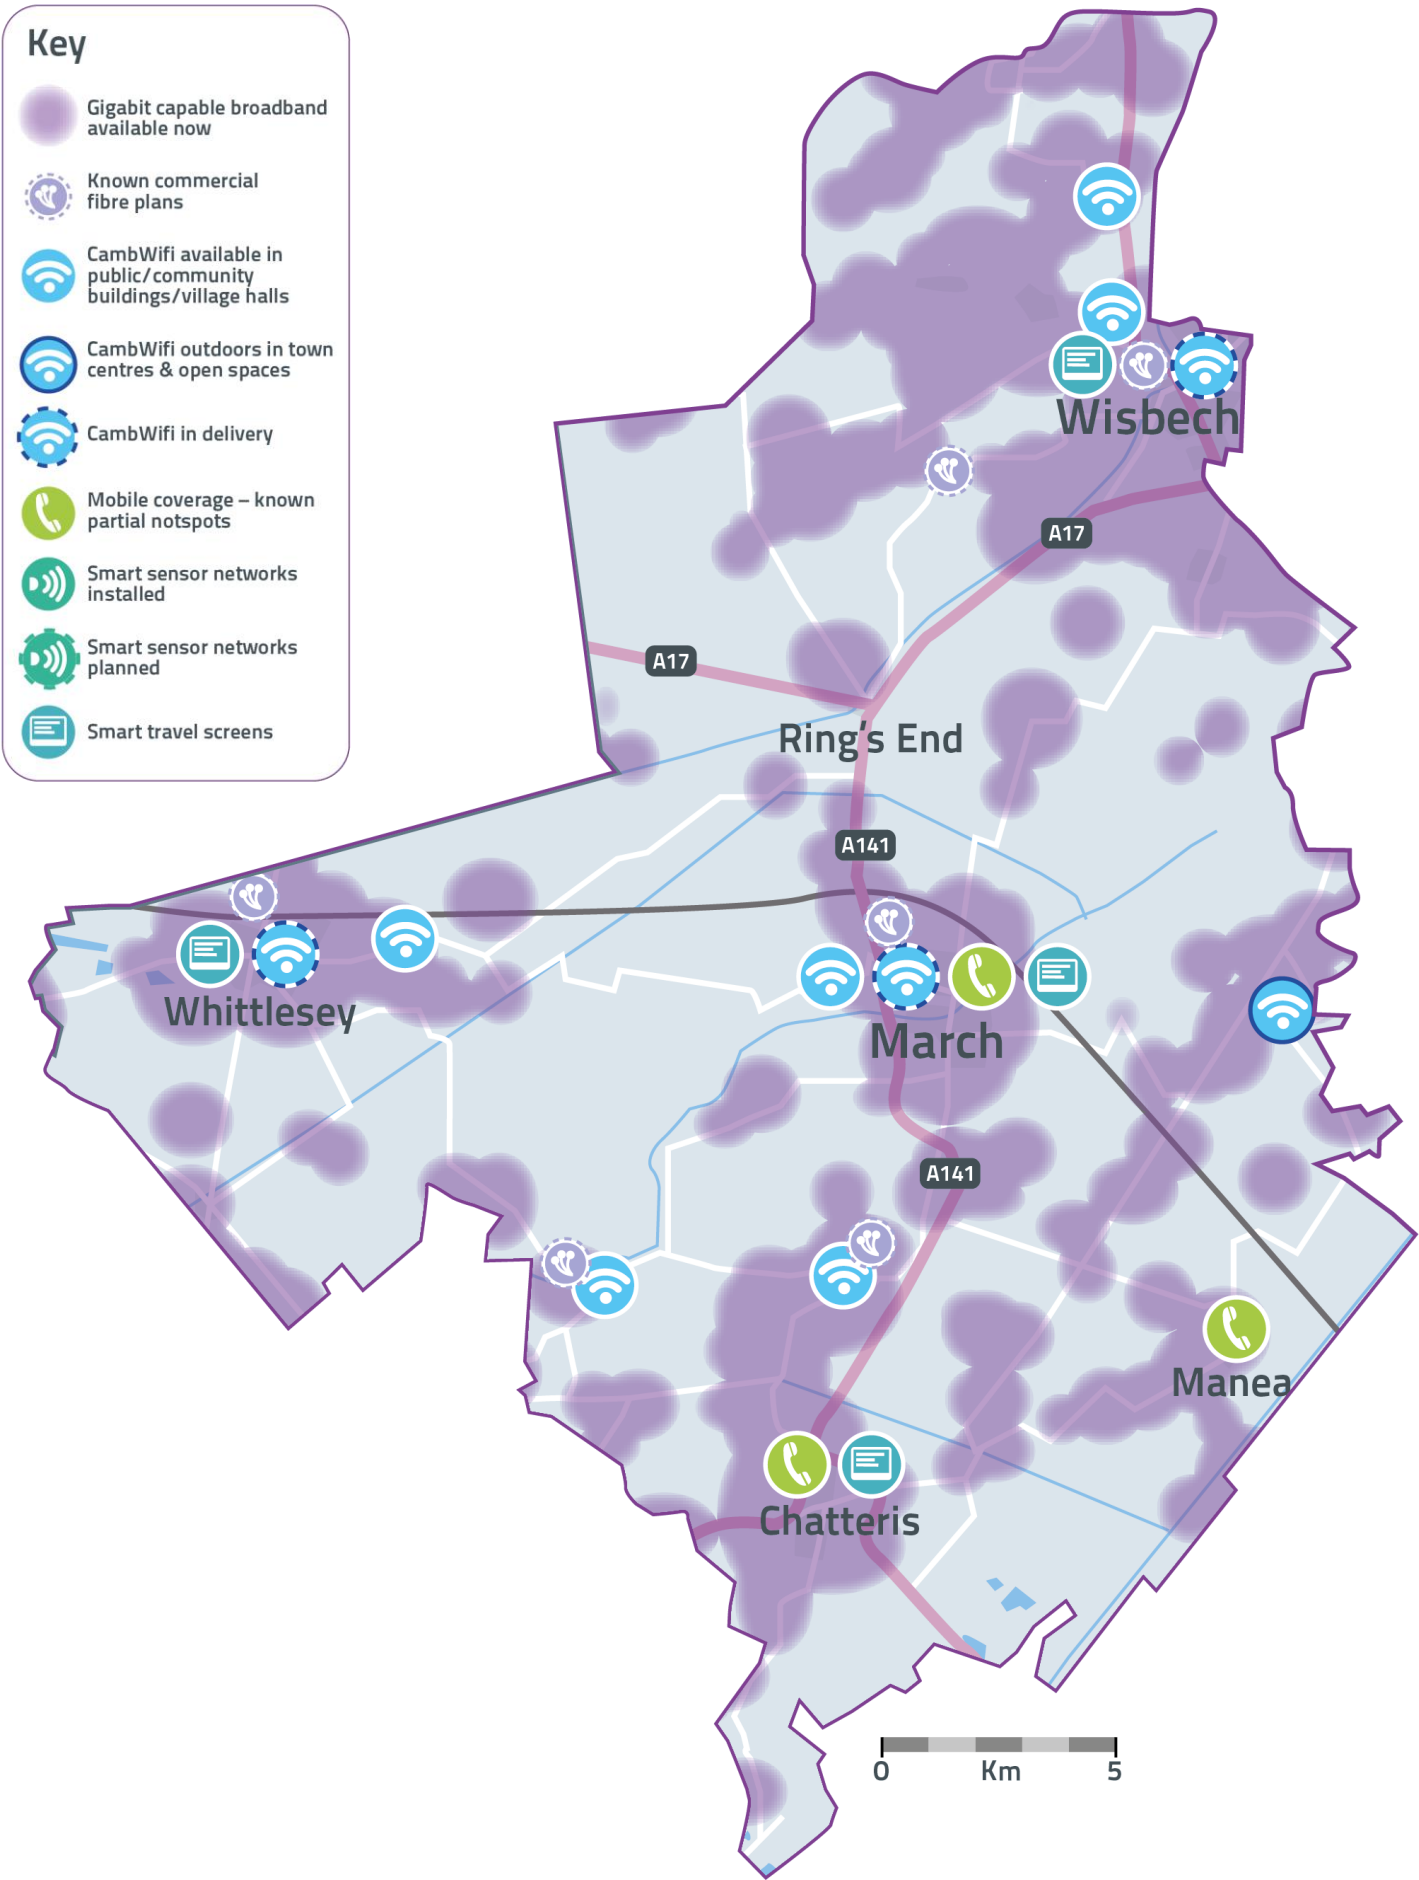 Key
Gigabit capable broadband
available now
Known commercial
fibre plans
CambWifi available in
public/community
buildings/village halls
CambWifi outdoors in town
centres & open spaces
CambWifi in delivery
Mobile coverage – known
partial notspots
Smart sensor networks
installed
Smart sensor networks
planned
Smart travel screens
Wisbech
A17
A17
Ring's End
A141
Whittlesey
March
A141
Manea
Chatteris
0 Km 5